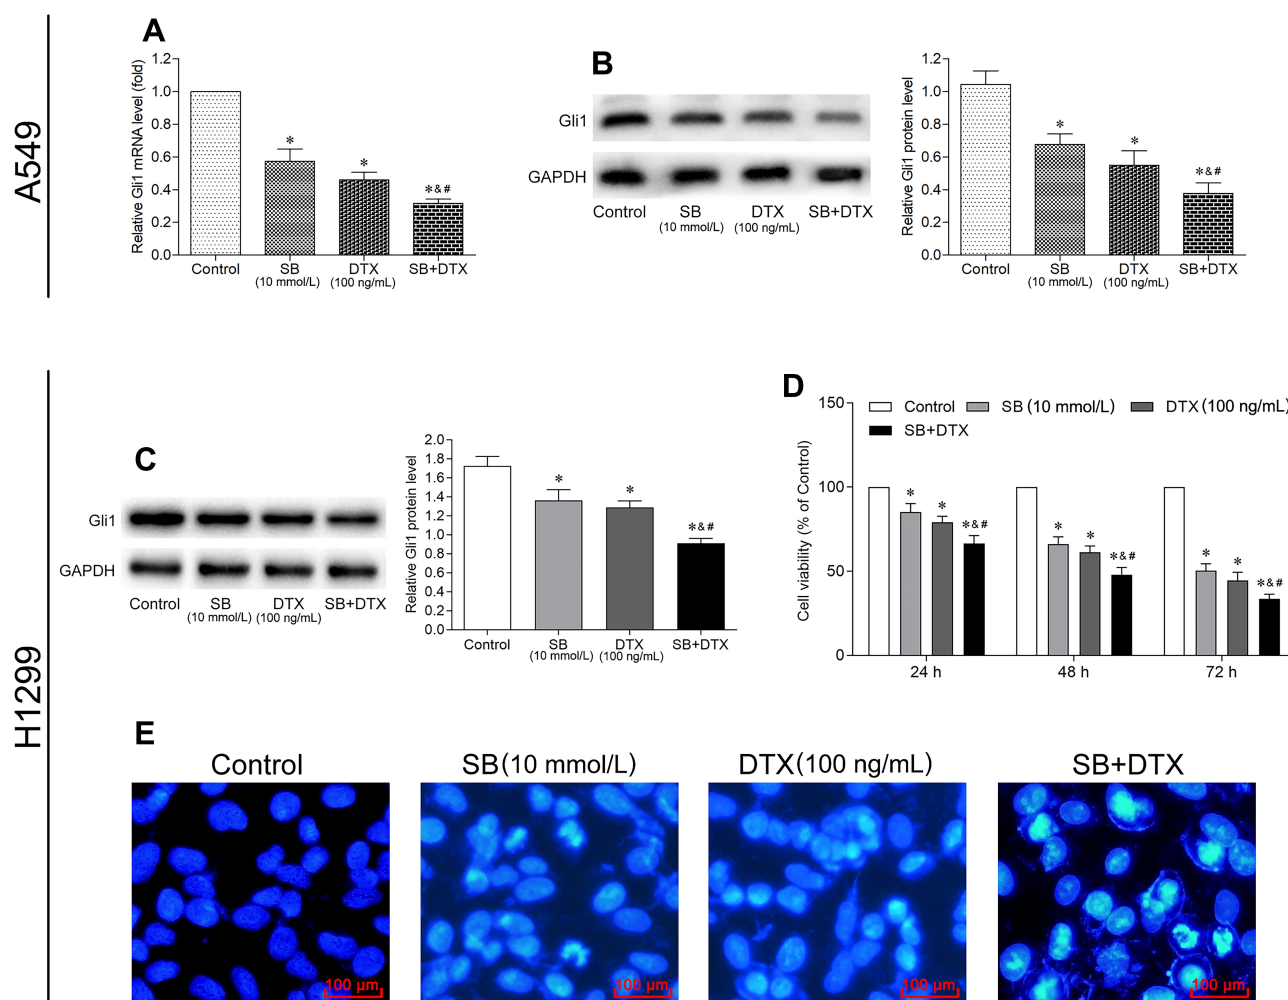 A549
A
Relative Gli1 mRNA level (fold)
1.2
1.0
0.8
0.6
0.4
0.2
0.0
*
*
*&#
Control
SB
(10 mmol/L)
DTX
(100 ng/mL)
SB+DTX
B
Gli1
GAPDH
Control
SB
(10 mmol/L)
DTX
(100 ng/mL)
SB+DTX
Relative Gli1 protein level
1.2
1.0
0.8
0.6
0.4
0.2
0.0
*
*
*&#
Control
SB
(10 mmol/L)
DTX
(100 ng/mL)
SB+DTX
H1299
C
Gli1
GAPDH
Control
SB
(10 mmol/L)
DTX
(100 ng/mL)
SB+DTX
Relative Gli1 protein level
2.0
1.8
1.6
1.4
1.2
1.0
0.8
0.6
0.4
0.2
0.0
*
*
*&#
Control
SB
(10 mmol/L)
DTX
(100 ng/mL)
SB+DTX
D
Control
SB (10 mmol/L)
DTX (100 ng/mL)
SB+DTX
Cell viability (% of Control)
150
100
50
0
*
*
*&#
*
*
*&#
*
*
*&#
24 h
48 h
72 h
E
Control
SB (10 mmol/L)
DTX (100 ng/mL)
SB+DTX
100 μm
100 μm
100 μm
100 μm